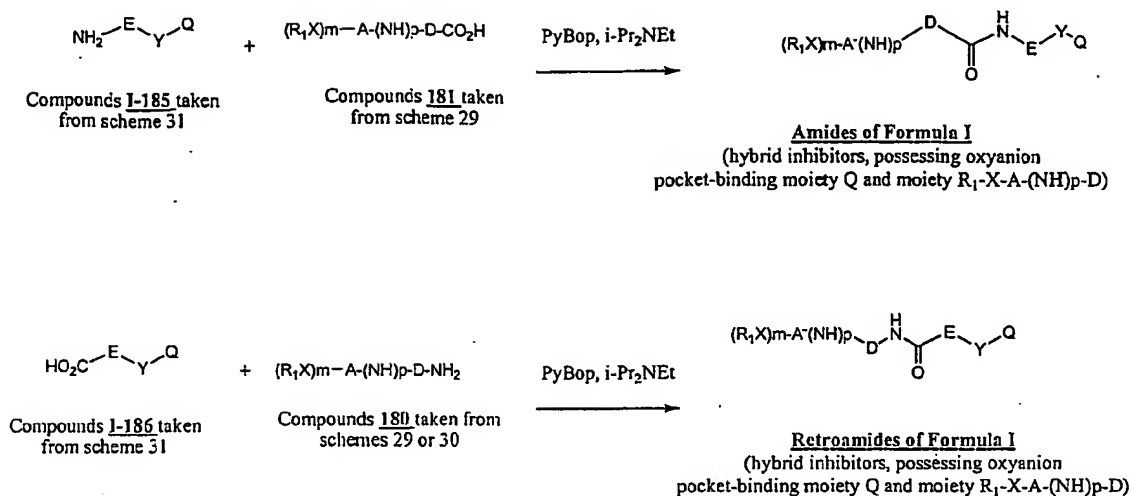 NH2 E Y Q
+
(R1X)m-A-(NH)p-D-CO2H
PyBop, i-Pr2NEt
(R1X)m-A-(NH)p D O H N E Y Q
Compounds I-185 taken
from scheme 31
Compounds 181 taken
from scheme 29
Amides of Formula I
(hybrid inhibitors, possessing oxyanion
pocket-binding moiety Q and moiety R1-X-A-(NH)p-D)
HO2C E Y Q
+
(R1X)m-A-(NH)p-D-NH2
PyBop, i-Pr2NEt
(R1X)m-A-(NH)p D H N O E Y Q
Compounds I-186 taken
from scheme 31
Compounds 180 taken from
schemes 29 or 30
Retroamides of Formula I
(hybrid inhibitors, possessing oxyanion
pocket-binding moiety Q and moiety R1-X-A-(NH)p-D)